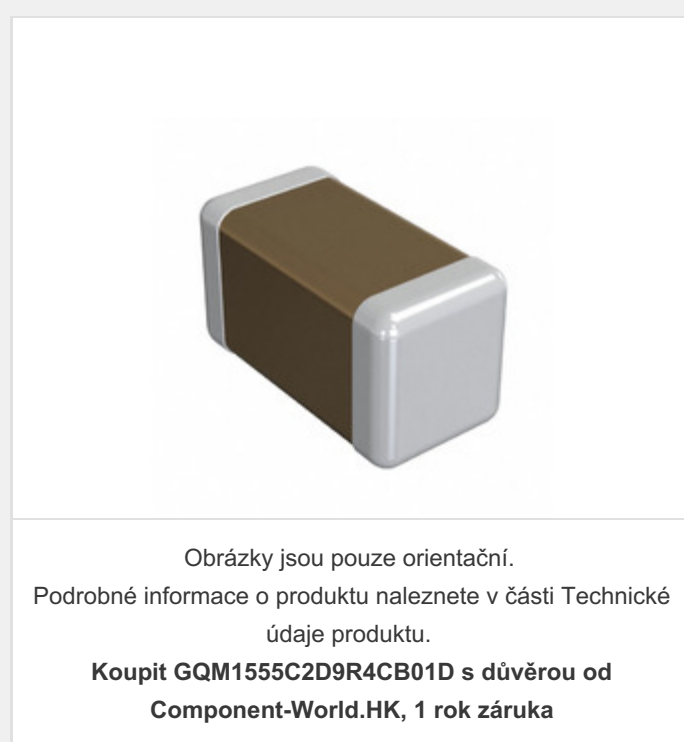 Obrázky jsou pouze orientační.
Podrobné informace o produktu naleznete v části Technické
údaje produktu.
Koupit GQM1555C2D9R4CB01D s důvěrou od
Component-World.HK, 1 rok záruka